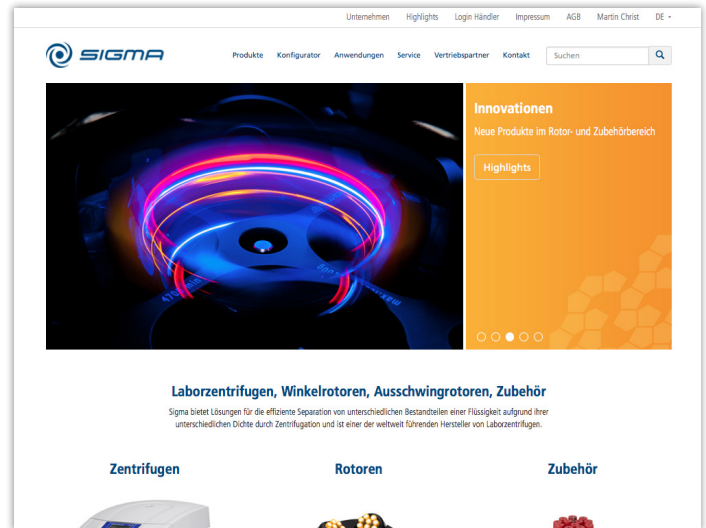 Unternehmen Highlights Login Händler Impressum AGB Martin Christ DE
SIGMA
Produkte Konfigurator Anwendungen Service Vertriebspartner Kontakt Suchen
Innovationen
Neue Produkte im Rotor- und Zubehörbereich
Highlights
Laborzentrifugen, Winkelrotoren, Ausschwingrotoren, Zubehör
Sigma bietet Lösungen für die effiziente Separation von unterschiedlichen Bestandteilen einer Flüssigkeit aufgrund ihrer
unterschiedlichen Dichte durch Zentrifugation und ist einer der weltweit führenden Hersteller von Laborzentrifugen.
Zentrifugen Rotoren Zubehör